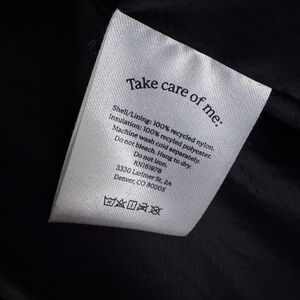 Take care of me:
Shell/Lining: 100% recycled nylon.
Insulation: 100% recycled polyester.
Machine wash cold separately.
Do not bleach. Hang to dry.
Do not iron.
3330 Larimer St, 2A
Denver, CO 80205